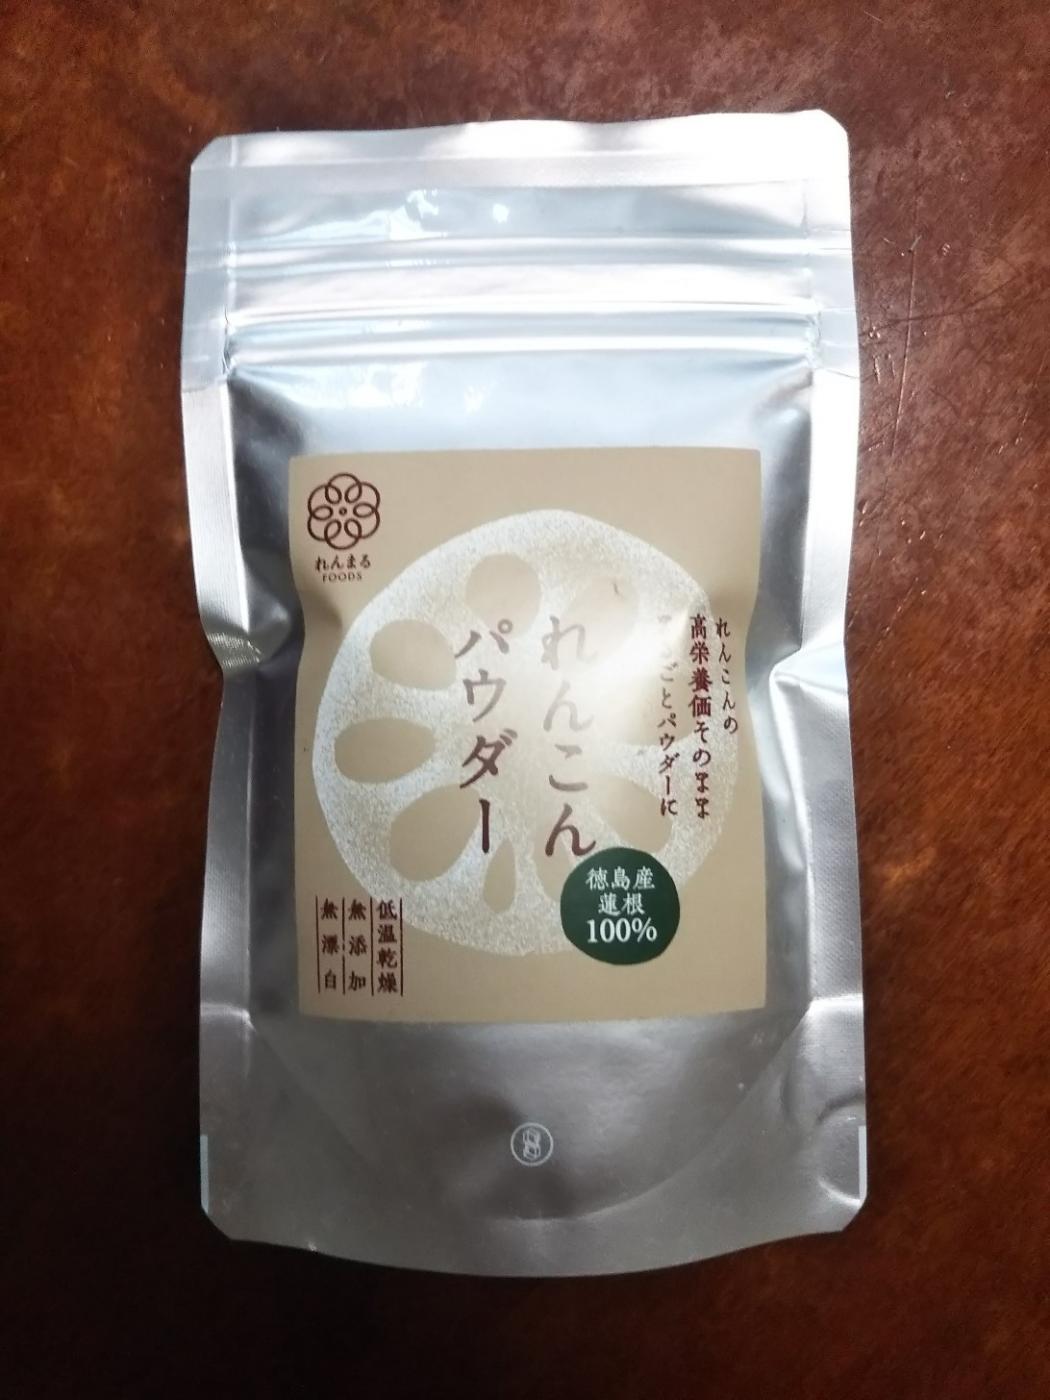 れんまる
FOODS
れんこんの
高栄養価そのまま
るごとパウダーに
れんこん
パウダー
徳島産
蓮根
100%
低温乾燥
無添加
無漂白